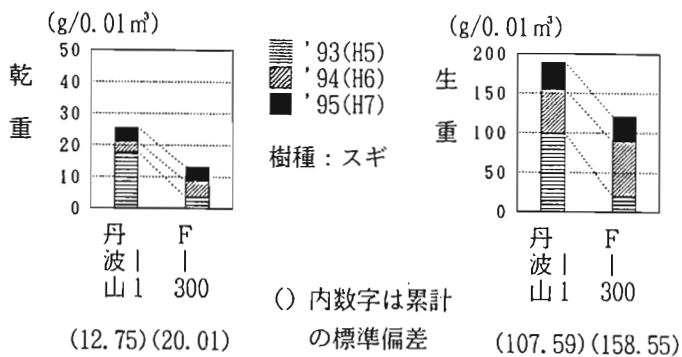 (g/0.01㎥)
50
40
30
20
10
0
乾重
丹波山|1
F|300
(12.75)(20.01)
'93(H5)
'94(H6)
'95(H7)
樹種：スギ
() 内数字は累計
の標準偏差
(g/0.01㎥)
200
150
100
50
0
生重
丹波山|1
F|300
(107.59)(158.55)